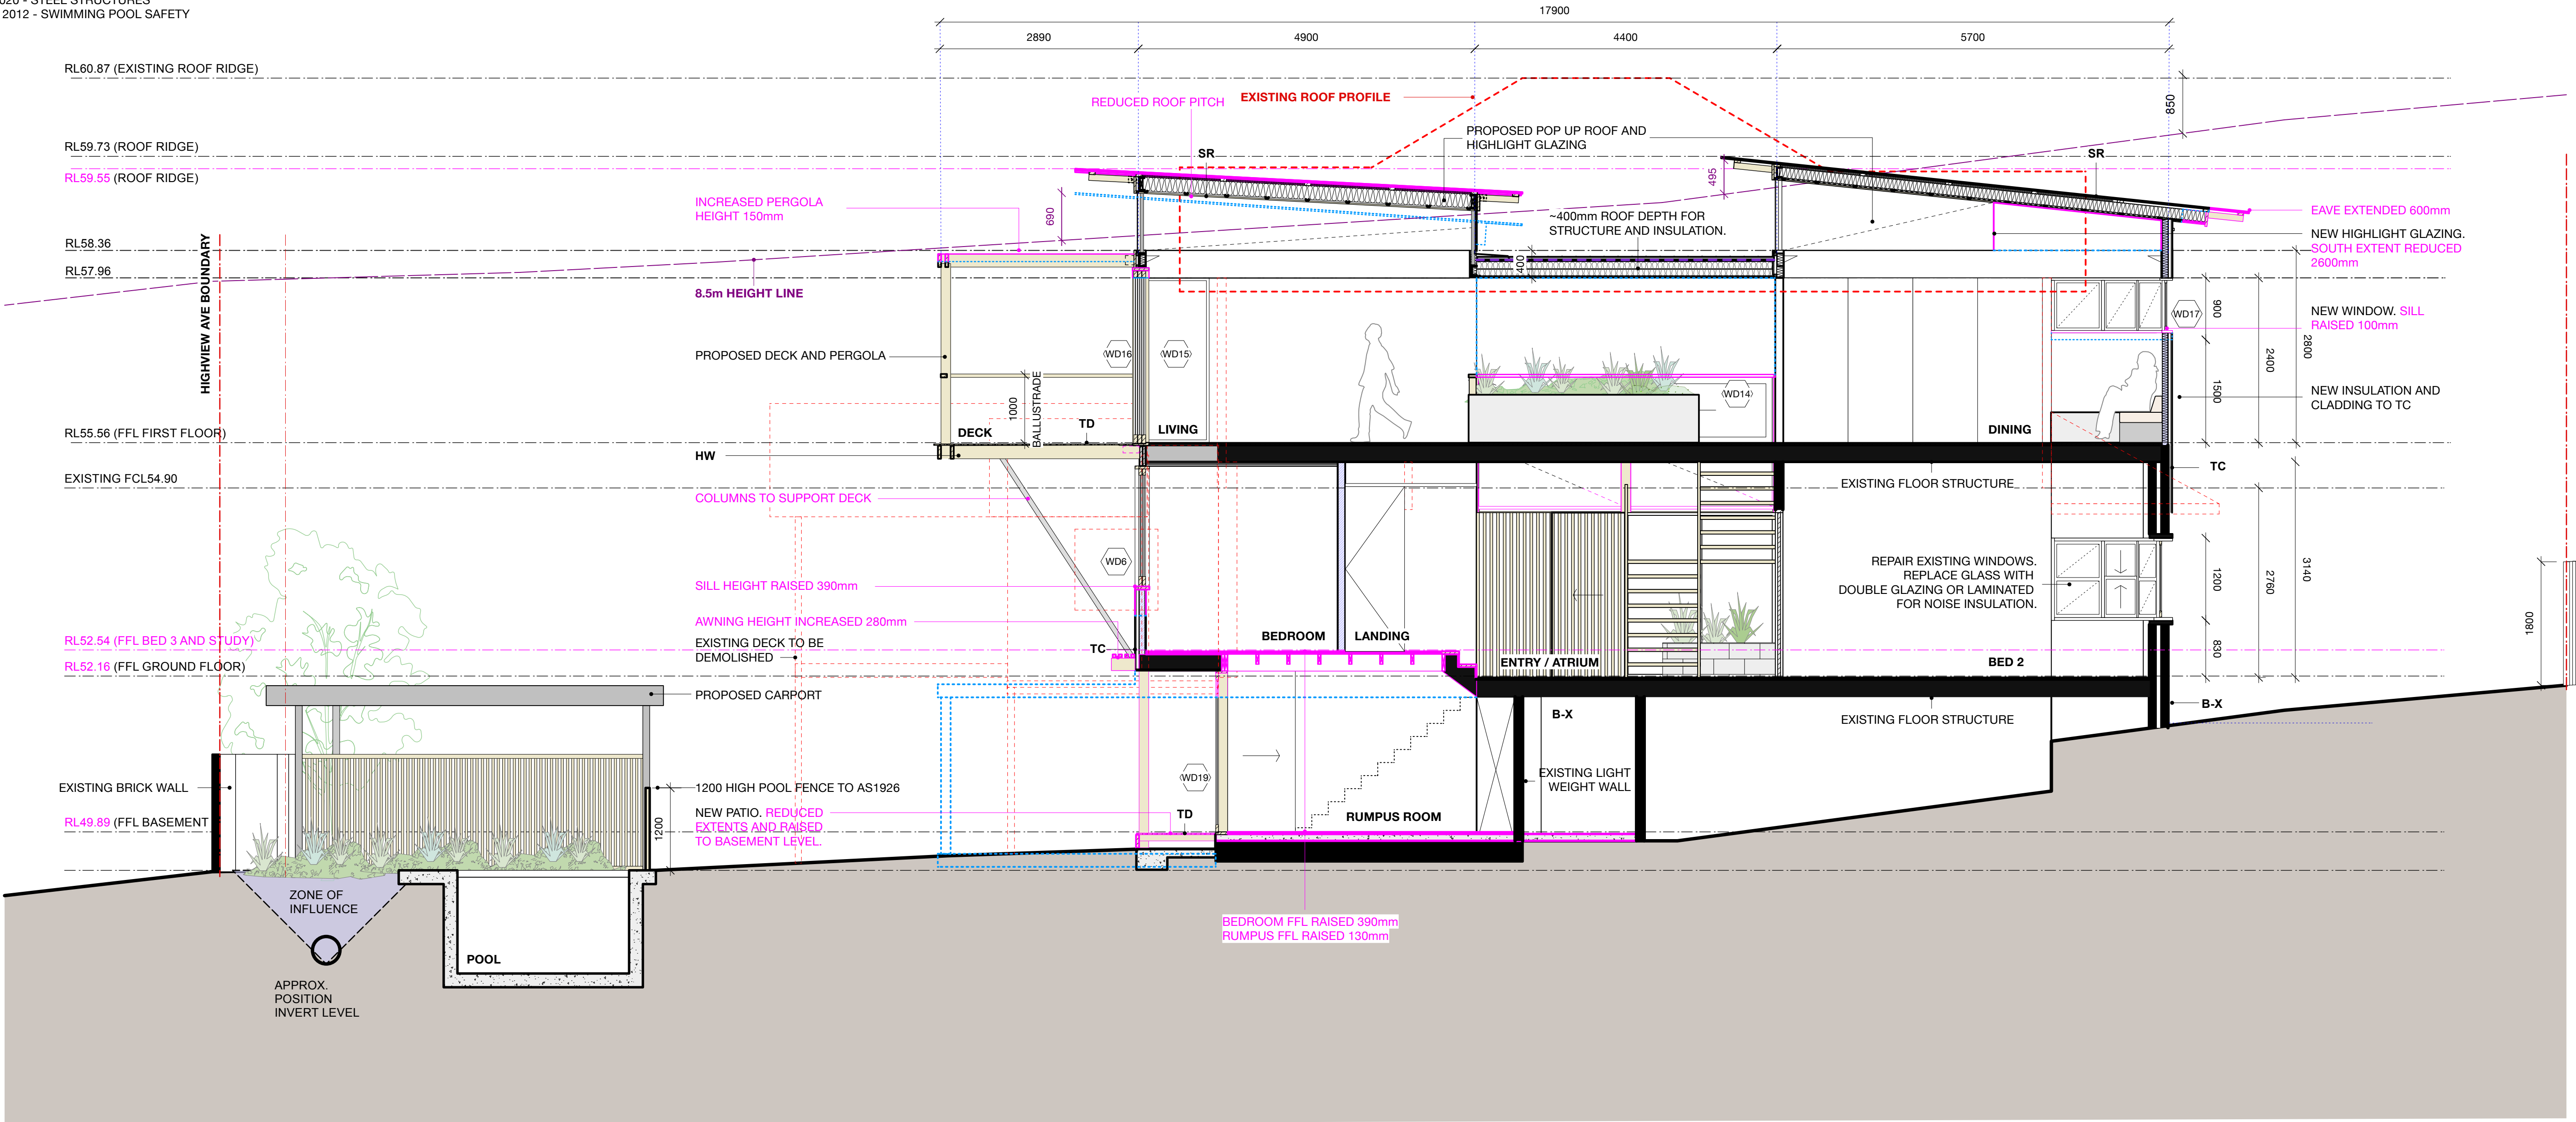 2020 - STEEL STRUCTURES
2012 - SWIMMING POOL SAFETY
17900
2890
4900
4400
5700
RL60.87 (EXISTING ROOF RIDGE)
REDUCED ROOF PITCH
EXISTING ROOF PROFILE
850
PROPOSED POP UP ROOF AND
HIGHLIGHT GLAZING
RL59.73 (ROOF RIDGE)
SR
SR
RL59.55 (ROOF RIDGE)
495
INCREASED PERGOLA
HEIGHT 150mm
690
~400mm ROOF DEPTH FOR
STRUCTURE AND INSULATION.
EAVE EXTENDED 600mm
NEW HIGHLIGHT GLAZING.
SOUTH EXTENT REDUCED
2600mm
RL58.36
RL57.96
400
HIGHVIEW AVE BOUNDARY
8.5m HEIGHT LINE
900
WD17
NEW WINDOW. SILL
RAISED 100mm
PROPOSED DECK AND PERGOLA
WD16
WD15
2800
2400
WD14
1500
NEW INSULATION AND
CLADDING TO TC
1000
BALLUSTRADE
RL55.56 (FFL FIRST FLOOR)
DECK
TD
LIVING
DINING
HW
TC
EXISTING FCL54.90
EXISTING FLOOR STRUCTURE
COLUMNS TO SUPPORT DECK
WD6
REPAIR EXISTING WINDOWS.
REPLACE GLASS WITH
DOUBLE GLAZING OR LAMINATED
FOR NOISE INSULATION.
1200
2760
3140
SILL HEIGHT RAISED 390mm
AWNING HEIGHT INCREASED 280mm
1800
RL52.54 (FFL BED 3 AND STUDY)
EXISTING DECK TO BE
DEMOLISHED
TC
BEDROOM
LANDING
830
RL52.16 (FFL GROUND FLOOR)
ENTRY / ATRIUM
BED 2
PROPOSED CARPORT
B-X
EXISTING FLOOR STRUCTURE
B-X
WD19
EXISTING LIGHT
WEIGHT WALL
EXISTING BRICK WALL
1200 HIGH POOL FENCE TO AS1926
NEW PATIO. REDUCED
EXTENTS AND RAISED
TO BASEMENT LEVEL.
TD
RUMPUS ROOM
RL49.89 (FFL BASEMENT
1200
ZONE OF
INFLUENCE
BEDROOM FFL RAISED 390mm
RUMPUS FFL RAISED 130mm
POOL
APPROX.
POSITION
INVERT LEVEL